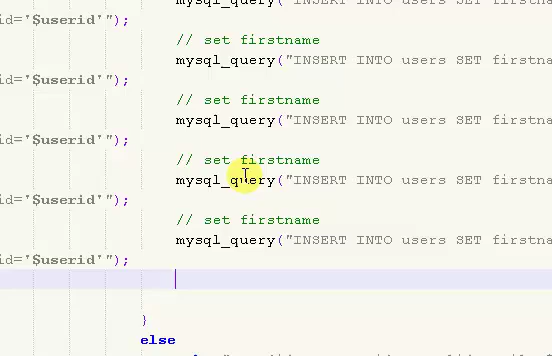 mysql_query("INSERT INTO users SET firstna
id='$userid'");
// set firstname
mysql_query("INSERT INTO users SET firstna
id='$userid'");
// set firstname
mysql_query("INSERT INTO users SET firstna
id='$userid'");
// set firstname
mysql_query("INSERT INTO users SET firstna
id='$userid'");
// set firstname
mysql_query("INSERT INTO users SET firstna
id='$userid'");
}
else